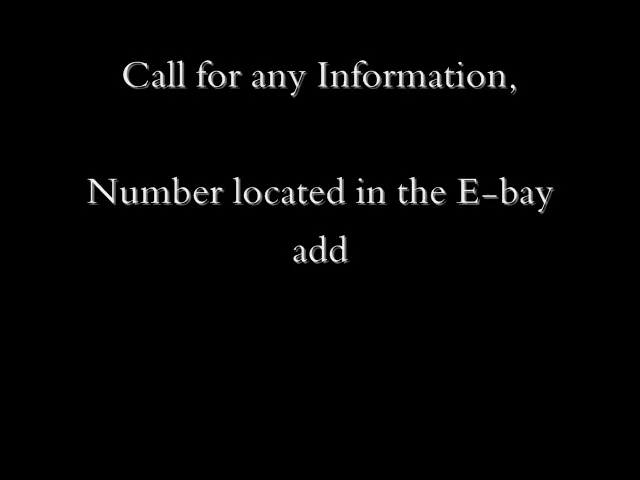 Call for any Information,
Number located in the E-bay
add